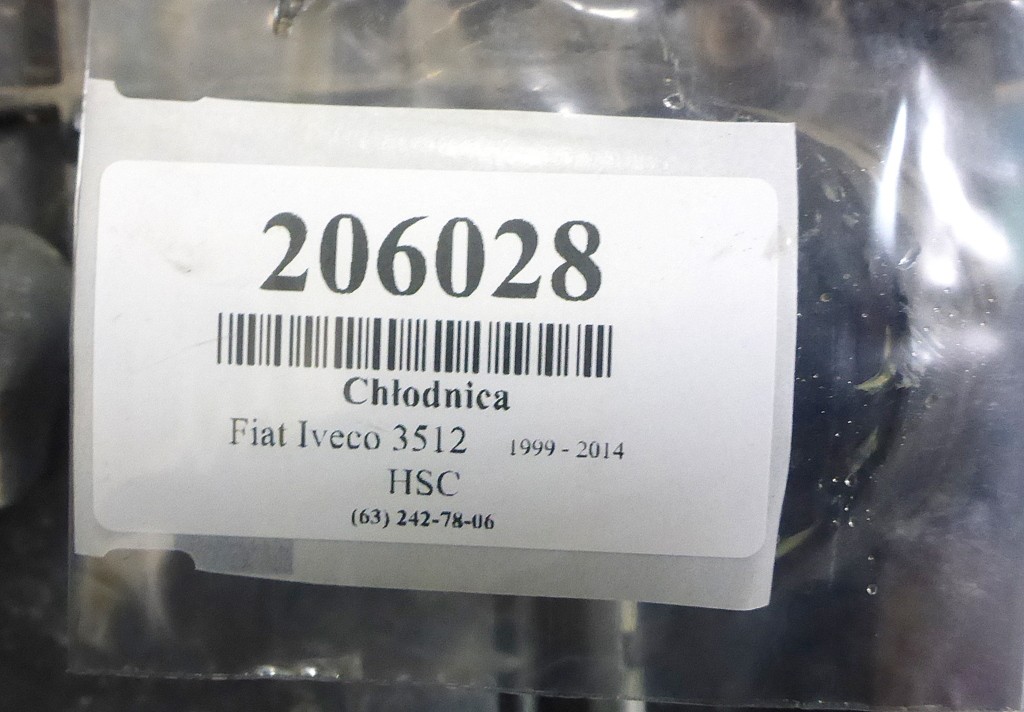 206028
Chłodnica
Fiat Iveco 3512 1999 - 2014
HSC
(63) 242-78-06